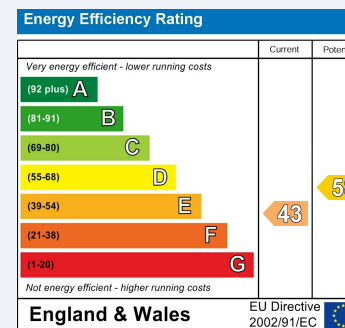 Energy Efficiency Rating
Current
Very energy efficient - lower running costs
(92 plus) A
(81-91) B
(69-80) C
(55-68) D
(39-54) E
43
(21-38) F
(1-20) G
Not energy efficient - higher running costs
England & Wales
EU Directive
2002/91/EC